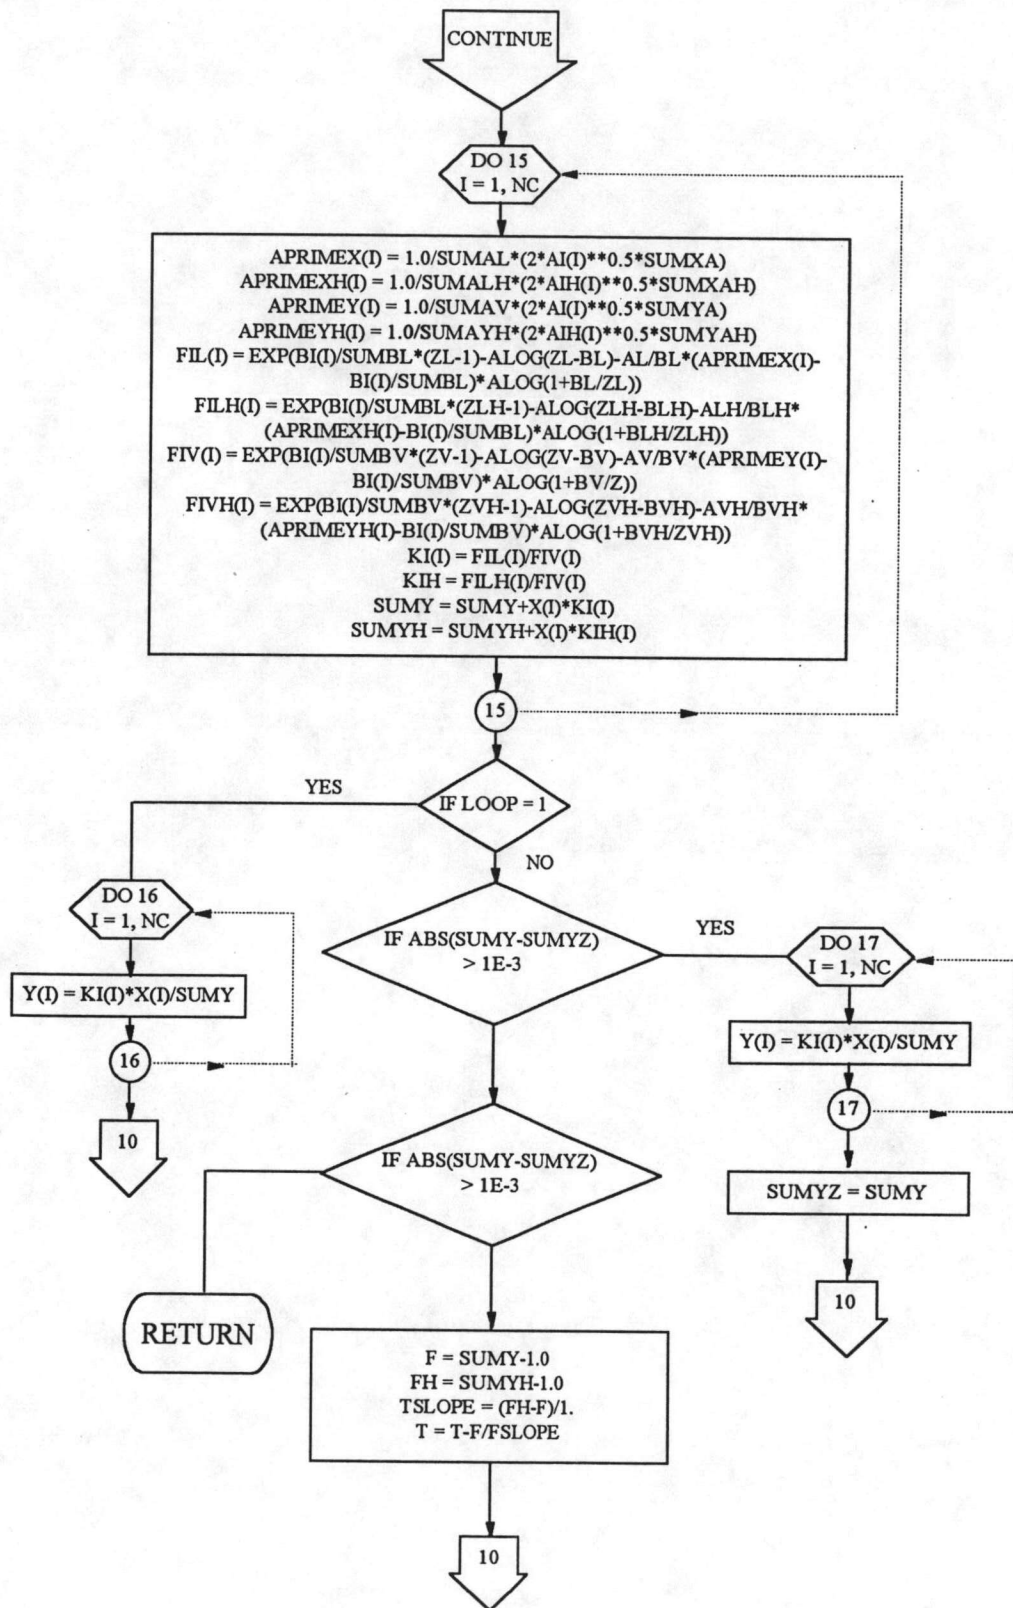 CONTINUE
DO 15
I = 1, NC
APRIMEX(I) = 1.0/SUMAL*(2*AI(I)**0.5*SUMXA)
APRIMEXH(I) = 1.0/SUMALH*(2*AIH(I)**0.5*SUMXAH)
APRIMEY(I) = 1.0/SUMAV*(2*AI(I)**0.5*SUMYA)
APRIMEYH(I) = 1.0/SUMAYH*(2*AIH(I)**0.5*SUMYAH)
FIL(I) = EXP(BI(I)/SUMBL*(ZL-1)-ALOG(ZL-BL)-AL/BL*(APRIMEX(I)-
BI(I)/SUMBL)*ALOG(1+BL/ZL))
FILH(I) = EXP(BI(I)/SUMBL*(ZLH-1)-ALOG(ZLH-BLH)-ALH/BLH*
(APRIMEXH(I)-BI(I)/SUMBL)*ALOG(1+BLH/ZLH))
FIV(I) = EXP(BI(I)/SUMBV*(ZV-1)-ALOG(ZV-BV)-AV/BV*(APRIMEY(I)-
BI(I)/SUMBV)*ALOG(1+BV/Z))
FIVH(I) = EXP(BI(I)/SUMBV*(ZVH-1)-ALOG(ZVH-BVH)-AVH/BVH*
(APRIMEYH(I)-BI(I)/SUMBV)*ALOG(1+BVH/ZVH))
KI(I) = FIL(I)/FIV(I)
KIH = FILH(I)/FIV(I)
SUMY = SUMY+X(I)*KI(I)
SUMYH = SUMYH+X(I)*KIH(I)
15
YES
IF LOOP = 1
NO
DO 16
I = 1, NC
IF ABS(SUMY-SUMYZ)
> 1E-3
YES
DO 17
I = 1, NC
Y(I) = KI(I)*X(I)/SUMY
Y(I) = KI(I)*X(I)/SUMY
16
17
10
IF ABS(SUMY-SUMYZ)
> 1E-3
SUMYZ = SUMY
10
RETURN
F = SUMY-1.0
FH = SUMYH-1.0
TSLOPE = (FH-F)/1.
T = T-F/FSLOPE
10